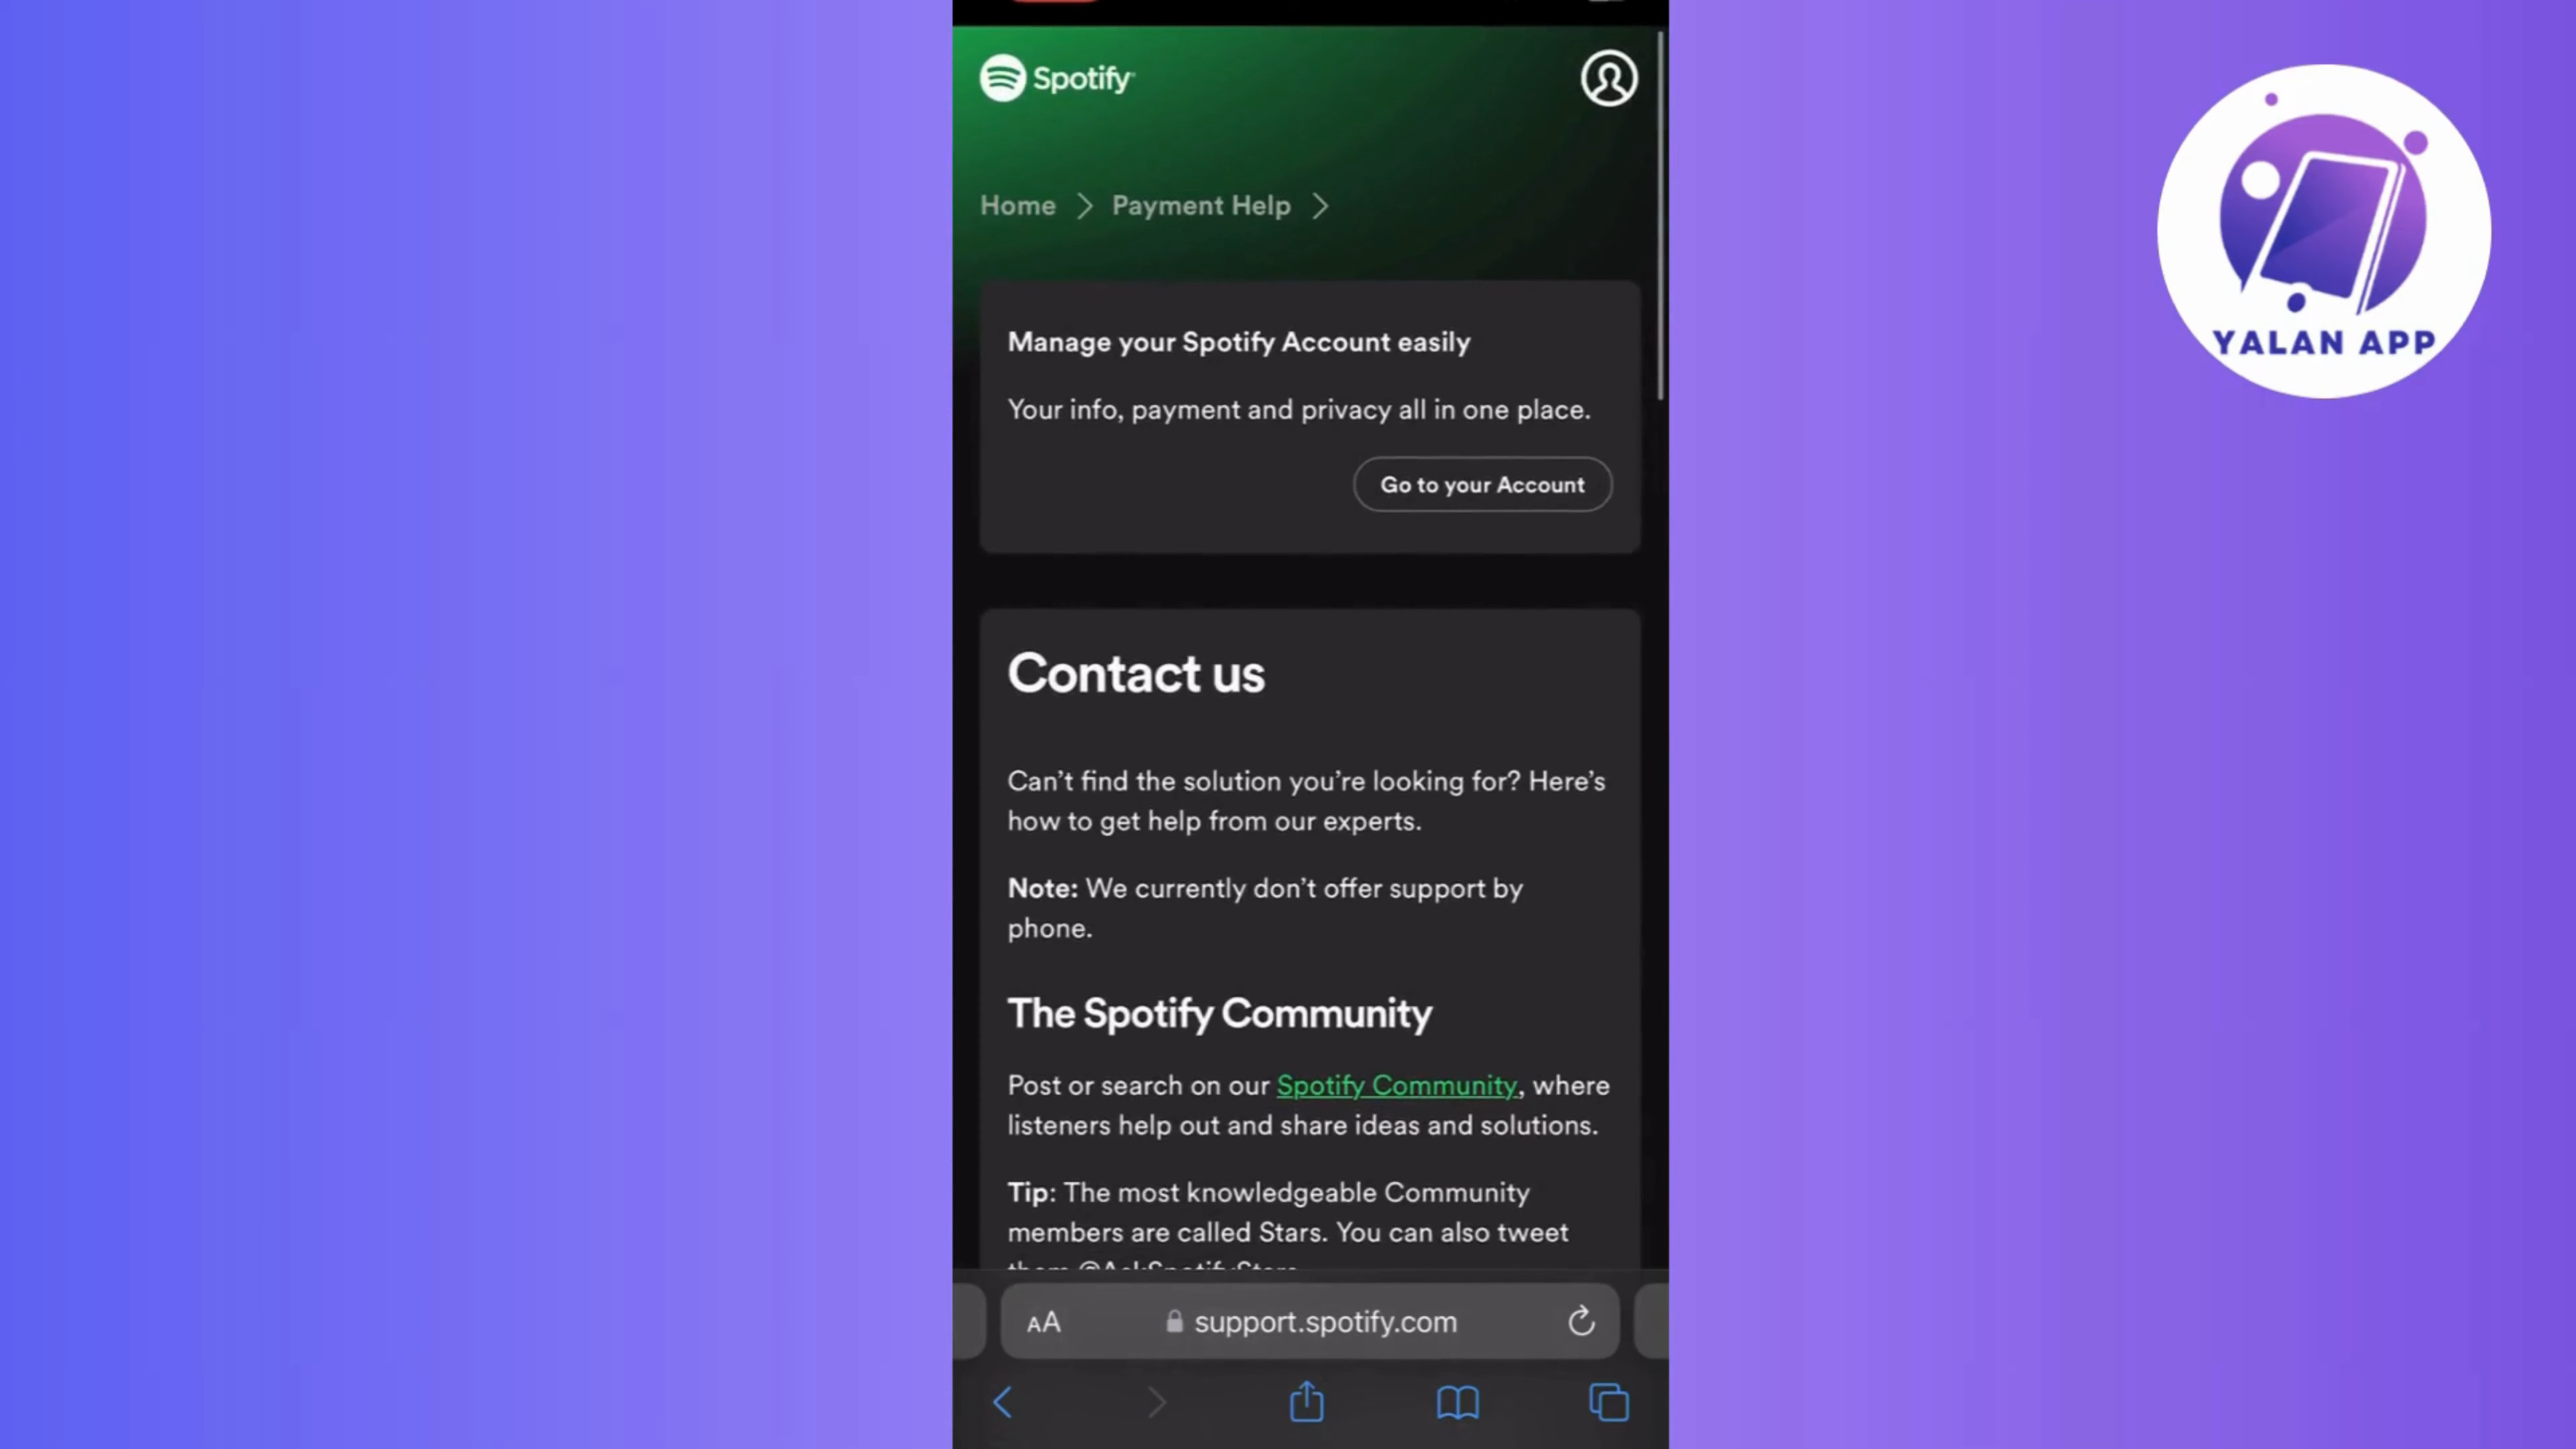 Spotify
Home > Payment Help >
Manage your Spotify Account easily
Your info, payment and privacy all in one place.
Go to your Account
Contact us
Can't find the solution you're looking for? Here's
how to get help from our experts.
Note: We currently don't offer support by
phone.
The Spotify Community
Post or search on our Spotify Community, where
listeners help out and share ideas and solutions.
Tip: The most knowledgeable Community
members are called Stars. You can also tweet
them @AskSpotifyStars
AA support.spotify.com
YALAN APP